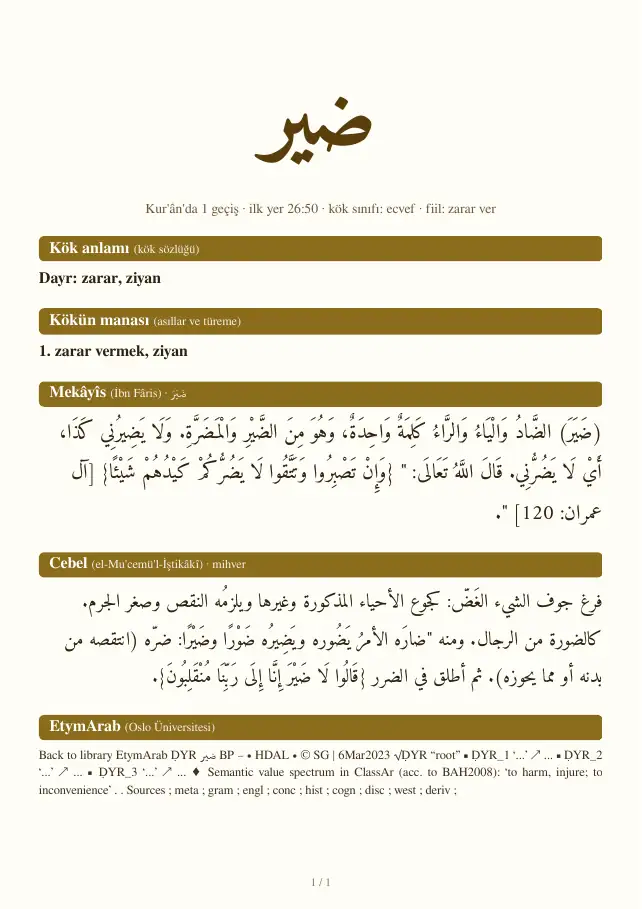 ضير
Kur'ân'da 1 geçiş · ilk yer 26:50 · kök sınıfı: ecvef · fiil: zarar ver
Kök anlamı (kök sözlüğü)
Dayr: zarar, ziyan
Kökün manası (asıllar ve türeme)
1. zarar vermek, ziyan
Mekâyîs (İbn Fâris) · ضَيَرَ
(ضَيَرَ) الضَّادُ وَالْيَاءُ وَالرَّاءُ كَلِمَةٌ وَاحِدَةٌ، وَهُوَ مِنَ الضَّيْرِ وَالْمَضَرَّةِ. وَلَا يَضِيرُنِي كَذَا،
أَيْ لَا يَضُرُّنِي. قَالَ اللَّهُ تَعَالَى: " {وَإِنْ تَصْبِرُوا وَتَتَّقُوا لَا يَضُرُّكُمْ كَيْدُهُمْ شَيْئًا} [آل
عمران: 120] ".
Cebel (el-Mu'cemü'l-İştikâkî) · mihver
فرغ جوف الشيء الغَضّ: كجوع الأحياء المذكورة وغيرها ويلزمُه النقص وصغر الجرم.
كالضورة من الرجال. ومنه "ضارَه الأمرُ يَضُوره ويَضِيرُه ضَوْرًا وضَيْرًا: ضرّه (انتقصه من
بدنه أو مما يحوزه). ثم أطلق في الضرر {قَالُوا لَا ضَيْرَ إِنَّا إِلَى رَبِّنَا مُنْقَلِبُونَ}.
EtymArab (Oslo Üniversitesi)
Back to library EtymArab ḌYR ضير BP – • HDAL • © SG | 6Mar2023 √ḌYR “root” ▪ ḌYR_1 ‘...’ ↗ ... ▪ ḌYR_2
‘...’ ↗ ... ▪ ḌYR_3 ‘...’ ↗ ... ♦ Semantic value spectrum in ClassAr (acc. to BAH2008): ‘to harm, injure; to
inconvenience’ . . Sources ; meta ; gram ; engl ; conc ; hist ; cogn ; disc ; west ; deriv ;
1 / 1